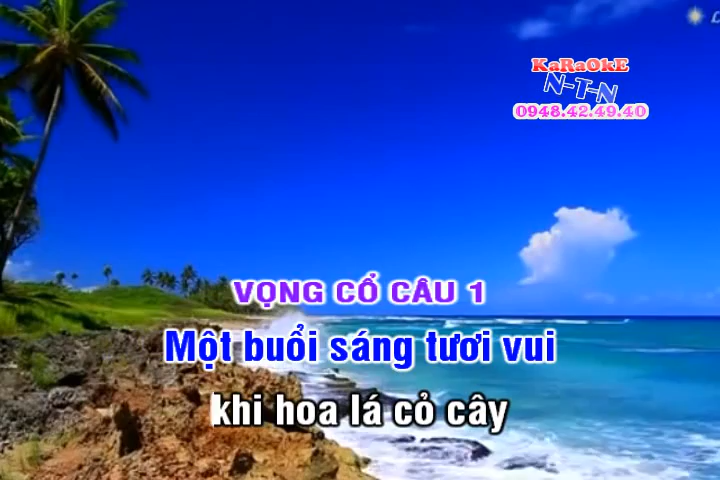 KaRaOkE
N-T-N
0948.42.49.40
VỌNG CỔ CÂU 1
Một buổi sáng tươi vui
khi hoa lá cỏ cây